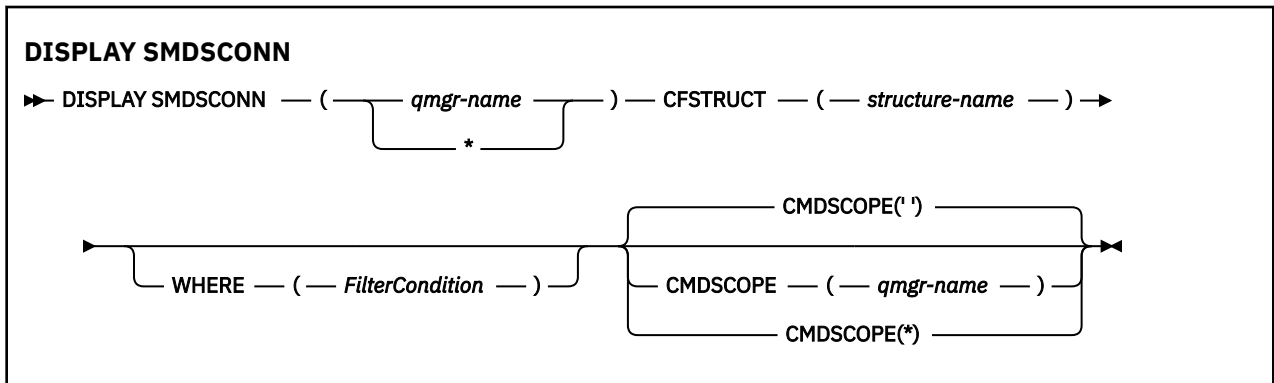 DISPLAY SMDSCONN
DISPLAY SMDSCONN ( qmgr-name ) CFSTRUCT ( structure-name )
*
CMDSCOPE(' ')
WHERE ( FilterCondition ) CMDSCOPE ( qmgr-name )
CMDSCOPE(*)